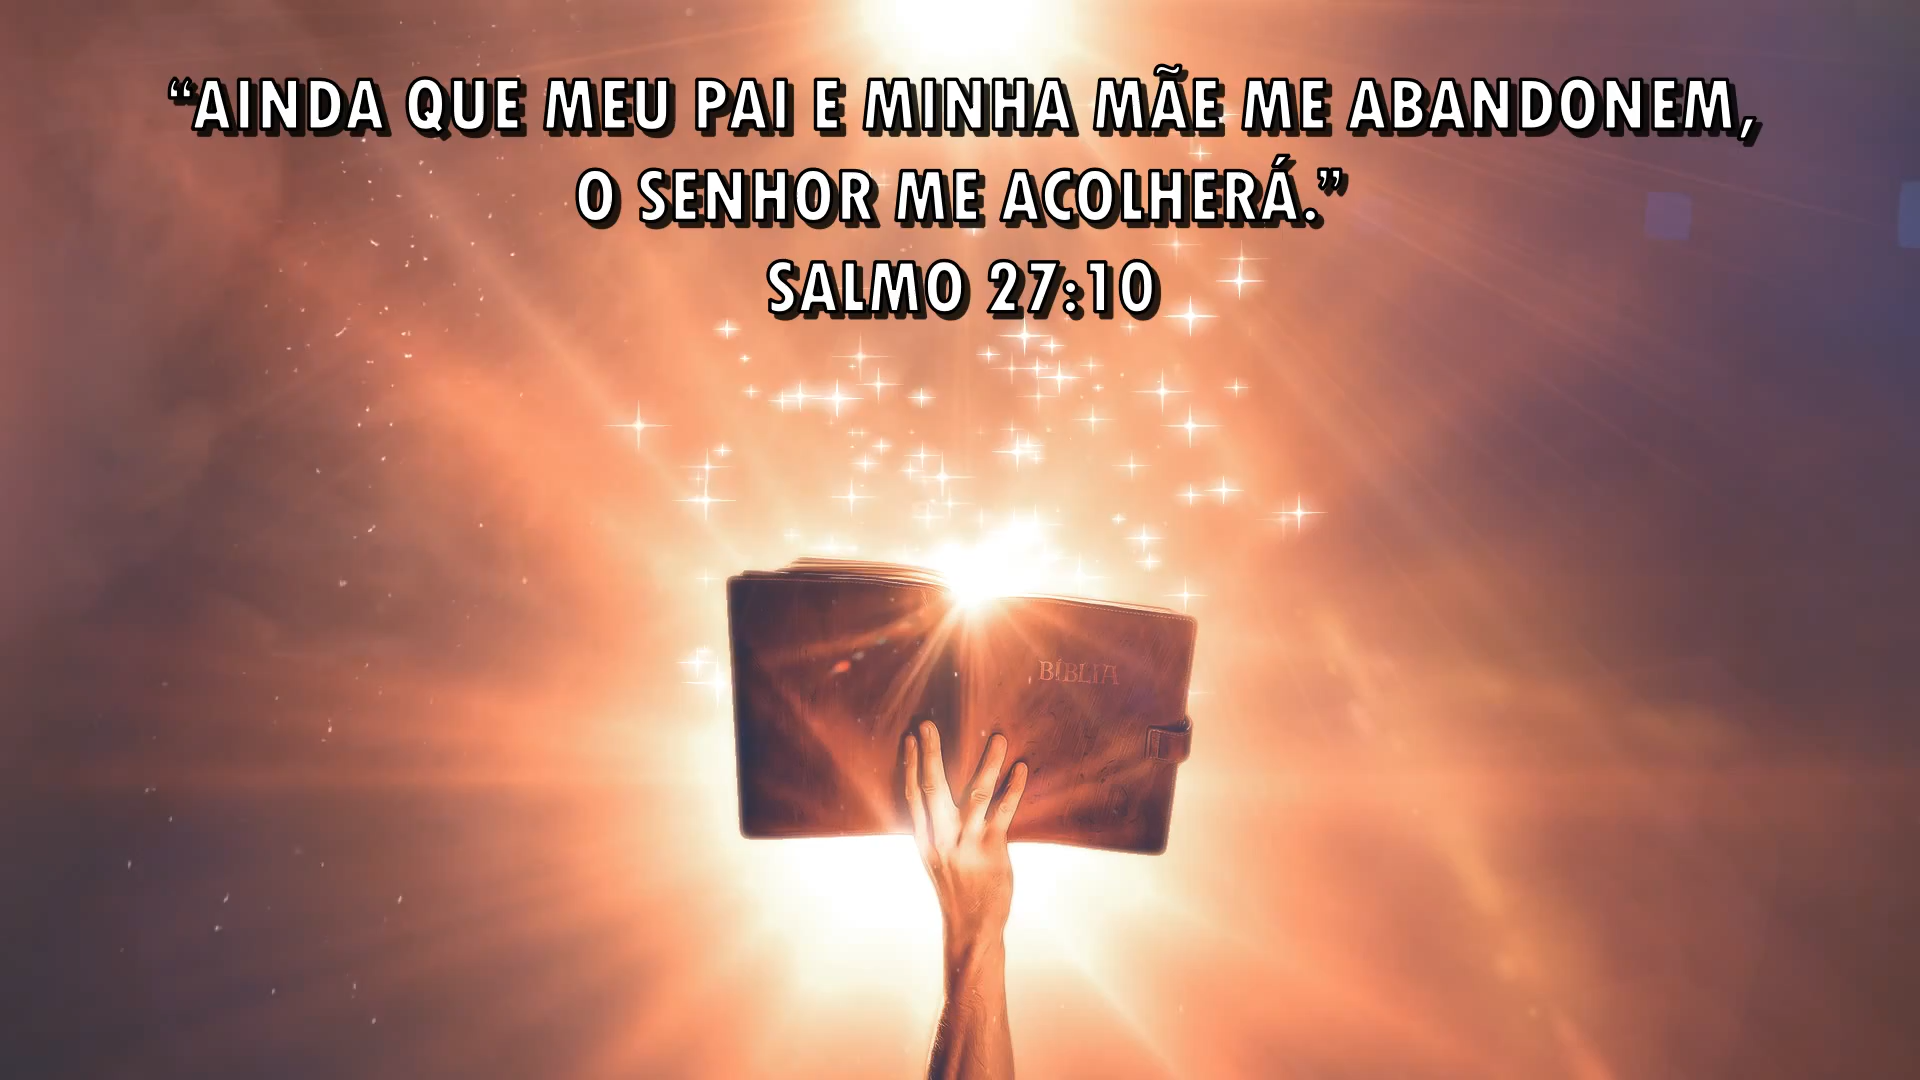 “AINDA QUE MEU PAI E MINHA MÃE ME ABANDONEM,
O SENHOR ME ACOLHERÁ.”
SALMO 27:10
BÍBLIA